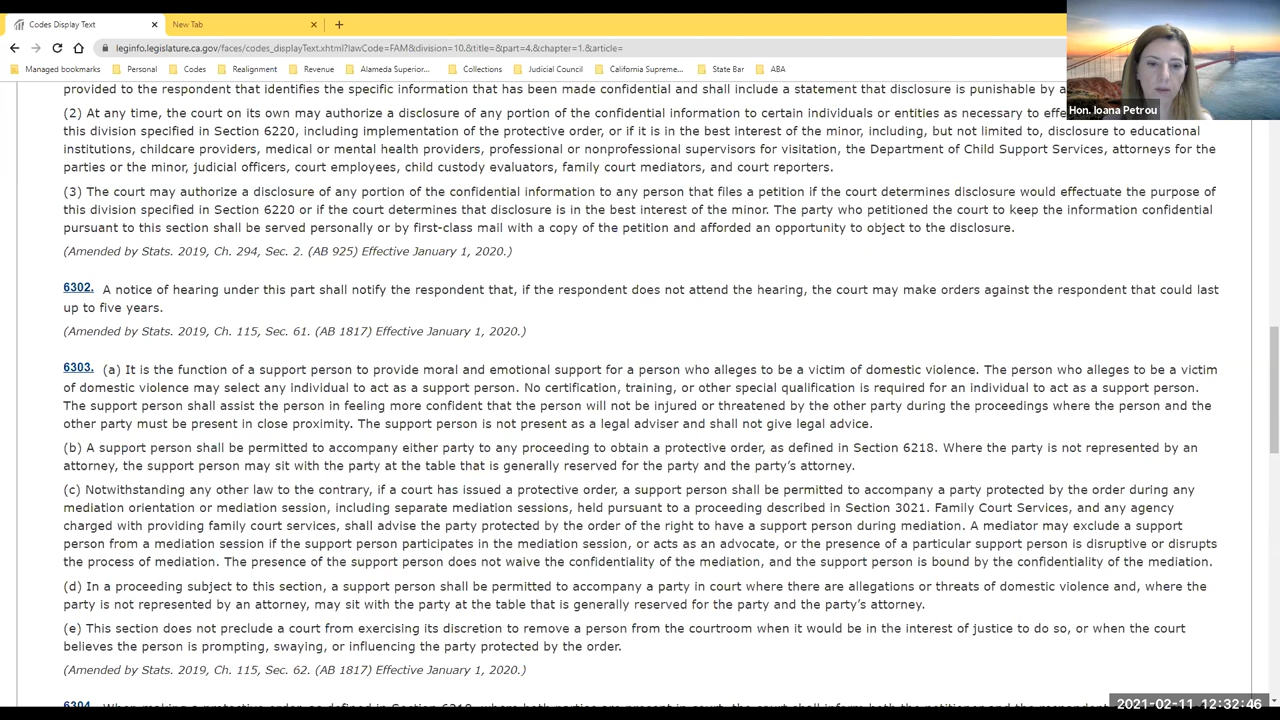 Codes Display Text
New Tab
leginfo.legislature.ca.gov/faces/codes_displayText.xhtml?lawCode=FAM&division=10.&title=&part=4.&chapter=1.&article=
Managed bookmarks Personal Codes Realignment Revenue Alameda Superior... Collections Judicial Council California Supreme... State Bar ABA
Hon. Ioana Petrou
provided to the respondent that identifies the specific information that has been made confidential and shall include a statement that disclosure is punishable by a
(2) At any time, the court on its own may authorize a disclosure of any portion of the confidential information to certain individuals or entities as necessary to
this division specified in Section 6220, including implementation of the protective order, or if it is in the best interest of the minor, including, but not limited to, disclosure to educational
institutions, childcare providers, medical or mental health providers, professional or nonprofessional supervisors for visitation, the Department of Child Support Services, attorneys for the
parties or the minor, judicial officers, court employees, child custody evaluators, family court mediators, and court reporters.
(3) The court may authorize a disclosure of any portion of the confidential information to any person that files a petition if the court determines disclosure would effectuate the purpose of
this division specified in Section 6220 or if the court determines that disclosure is in the best interest of the minor. The party who petitioned the court to keep the information confidential
pursuant to this section shall be served personally or by first-class mail with a copy of the petition and afforded an opportunity to object to the disclosure.
(Amended by Stats. 2019, Ch. 294, Sec. 2. (AB 925) Effective January 1, 2020.)
6302. A notice of hearing under this part shall notify the respondent that, if the respondent does not attend the hearing, the court may make orders against the respondent that could last
up to five years.
(Amended by Stats. 2019, Ch. 115, Sec. 61. (AB 1817) Effective January 1, 2020.)
6303. (a) It is the function of a support person to provide moral and emotional support for a person who alleges to be a victim of domestic violence. The person who alleges to be a victim
of domestic violence may select any individual to act as a support person. No certification, training, or other special qualification is required for an individual to act as a support person.
The support person shall assist the person in feeling more confident that the person will not be injured or threatened by the other party during the proceedings where the person and the
other party must be present in close proximity. The support person is not present as a legal adviser and shall not give legal advice.
(b) A support person shall be permitted to accompany either party to any proceeding to obtain a protective order, as defined in Section 6218. Where the party is not represented by an
attorney, the support person may sit with the party at the table that is generally reserved for the party and the party’s attorney.
(c) Notwithstanding any other law to the contrary, if a court has issued a protective order, a support person shall be permitted to accompany a party protected by the order during any
mediation orientation or mediation session, including separate mediation sessions, held pursuant to a proceeding described in Section 3021. Family Court Services, and any agency
charged with providing family court services, shall advise the party protected by the order of the right to have a support person during mediation. A mediator may exclude a support
person from a mediation session if the support person participates in the mediation session, or acts as an advocate, or the presence of a particular support person is disruptive or disrupts
the process of mediation. The presence of the support person does not waive the confidentiality of the mediation, and the support person is bound by the confidentiality of the mediation.
(d) In a proceeding subject to this section, a support person shall be permitted to accompany a party in court where there are allegations or threats of domestic violence and, where the
party is not represented by an attorney, may sit with the party at the table that is generally reserved for the party and the party’s attorney.
(e) This section does not preclude a court from exercising its discretion to remove a person from the courtroom when it would be in the interest of justice to do so, or when the court
believes the person is prompting, swaying, or influencing the party protected by the order.
(Amended by Stats. 2019, Ch. 115, Sec. 62. (AB 1817) Effective January 1, 2020.)
6304. When making a protective order, as defined in Section 6218, where both parties are present in court, the court shall inform both the petitioner and the
2021-02-11 12:32:46